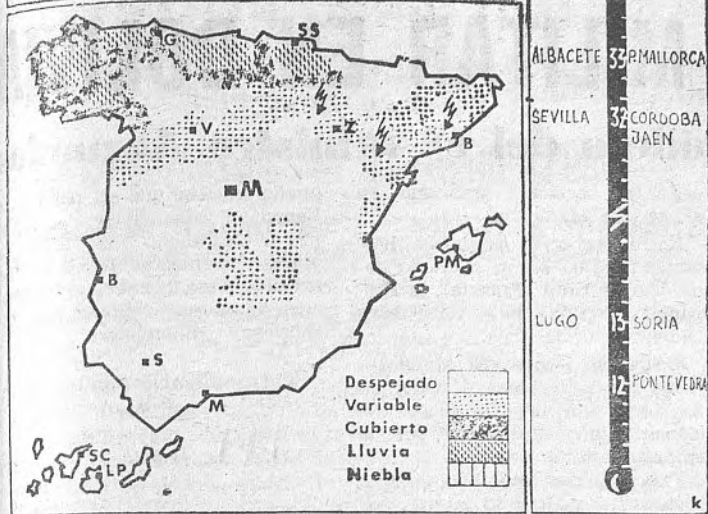 C G SS
V Z B
M
PM
B
S
M
SC LP
Despejado
Variable
Cubierto
Lluvia
Niebla
ALBACETE 33 P.MALLORCA
SEVILLA 32 CORDOBA
JAEN
LUGO 13 SORIA
12 PONTEVEDRA
k